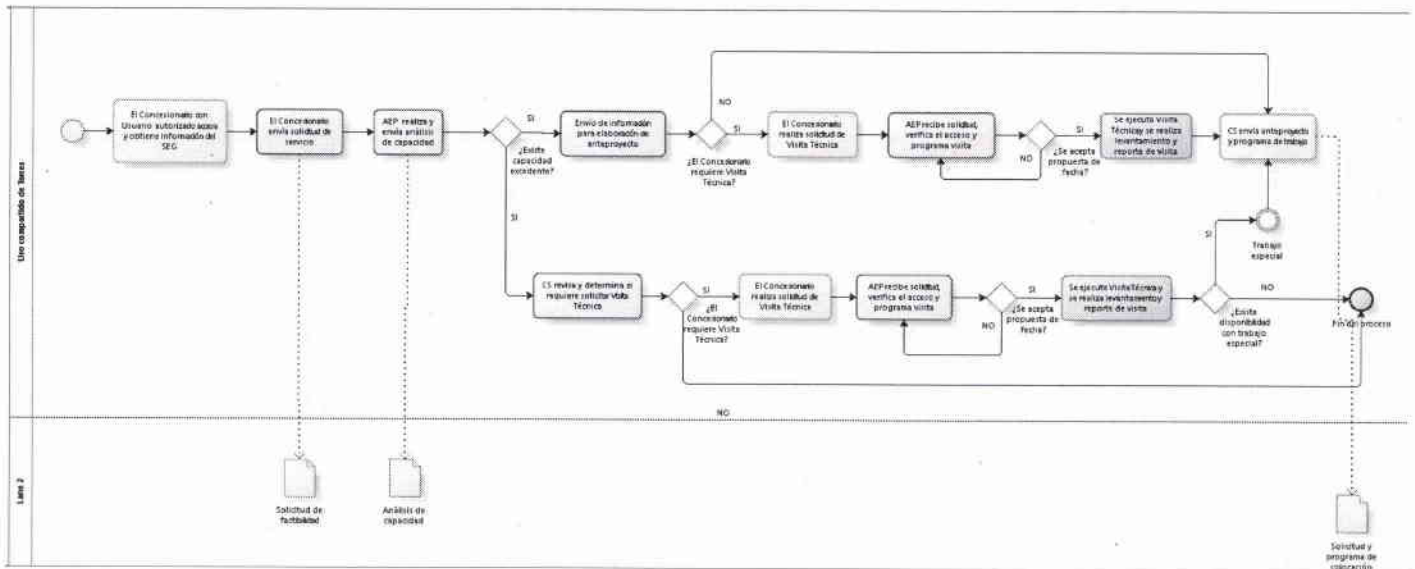 Uso compartido de Torres
El Concesionario con
Usuario autorizado accesa
y obtiene información del
SEG
El Concesionario
envía solicitud de
servicio
AEP realiza y
envía análisis
de capacidad
SI
¿Existe
capacidad
excedente?
Envío de información
para elaboración de
anteproyecto
NO
SI
¿El Concesionario
requiere Visita
Técnica?
El Concesionario
realiza solicitud de
Visita Técnica
AEP recibe solicitud,
verifica el acceso y
programa visita
SI
NO
¿Se acepta
propuesta de
fecha?
Se ejecuta Visita
Técnica y se realiza
levantamiento y
reporte de visita
CS envía anteproyecto
y programa de trabajo
SI
CS revisa y determina si
requiere solicitar Visita
Técnica
SI
¿El
Concesionario
requiere Visita
Técnica?
El Concesionario
realiza solicitud de
Visita Técnica
AEP recibe solicitud,
verifica el acceso y
programa visita
SI
NO
¿Se acepta
propuesta de
fecha?
Se ejecuta Visita Técnica y
se realiza levantamiento y
reporte de visita
SI
Trabajo
especial
NO
¿Exista
disponibilidad
con trabajo
especial?
Fin del proceso
NO
Lane 2
Solicitud de
factibilidad
Análisis de
capacidad
Solicitud y
programa de
colocación